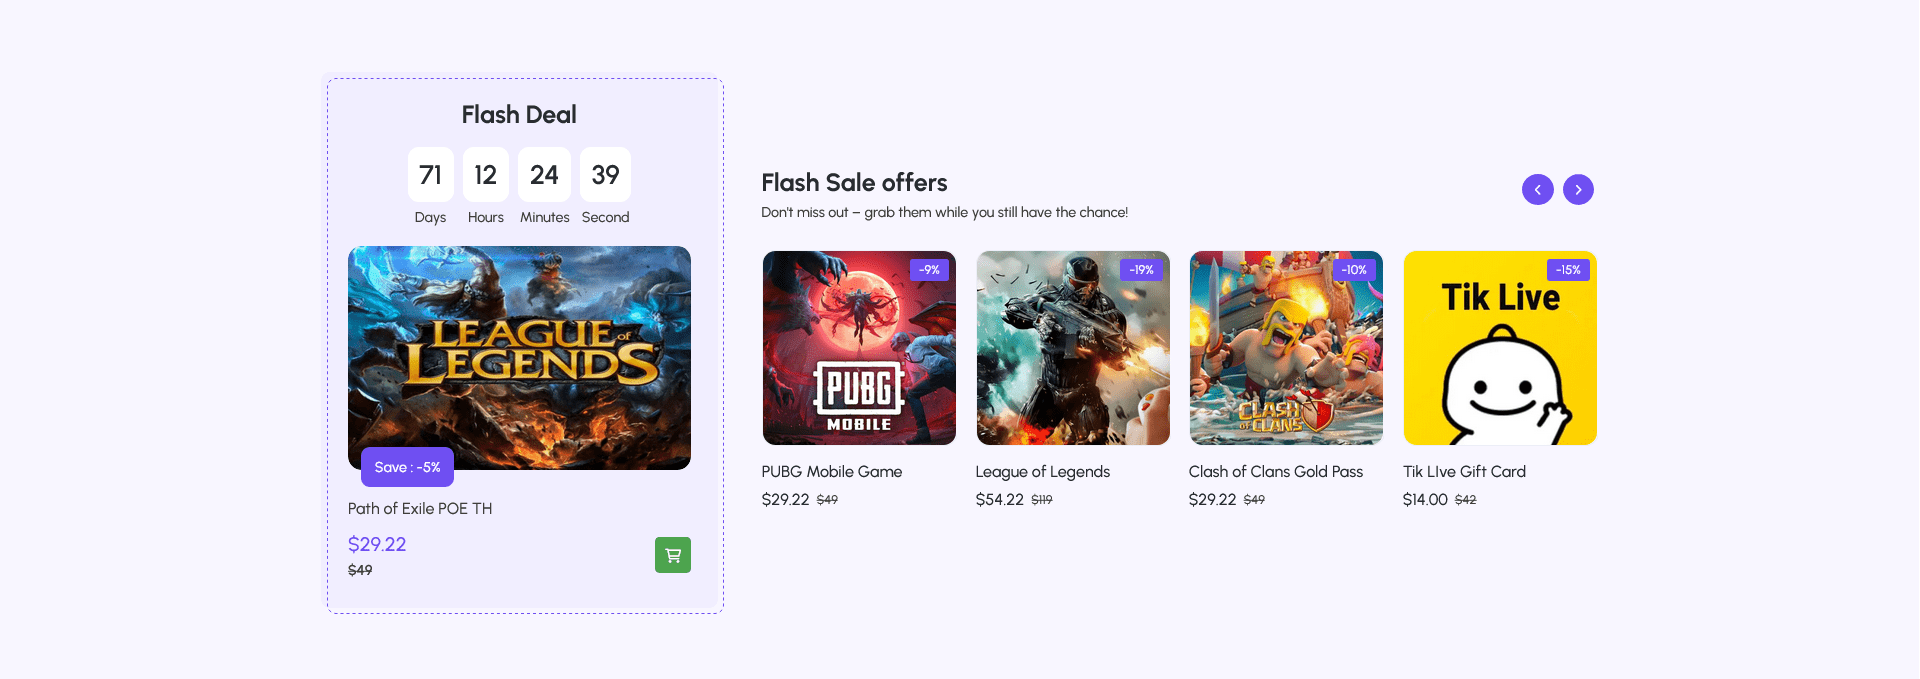 Flash Deal
71 12 24 39
Days Hours Minutes Second
LEAGUE of
LEGENDS
Save : -5%
Path of Exile POE TH
$29.22
$49
Flash Sale offers
Don't miss out – grab them while you still have the chance!
-9%
PUBG
MOBILE
PUBG Mobile Game
$29.22 $49
-19%
League of Legends
$54.22 $119
-10%
CLASH
OF CLANS
Clash of Clans Gold Pass
$29.22 $49
-15%
Tik Live
Tik LIve Gift Card
$14.00 $42